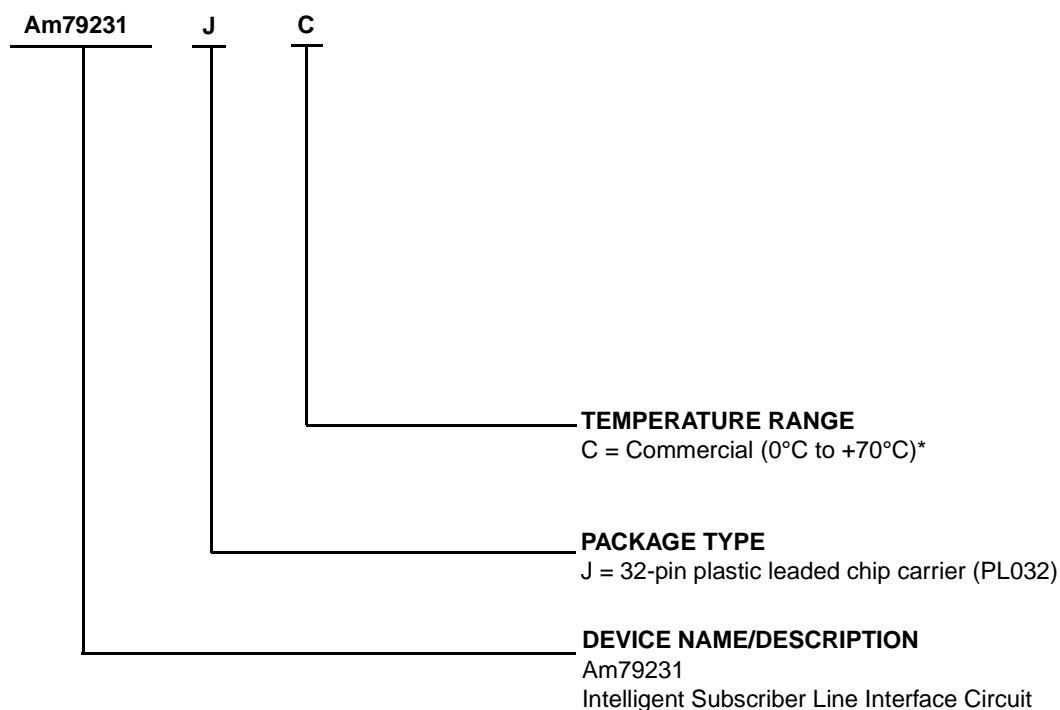 Am79231 J C
TEMPERATURE RANGE
C = Commercial (0°C to +70°C)*
PACKAGE TYPE
J = 32-pin plastic leaded chip carrier (PL032)
DEVICE NAME/DESCRIPTION
Am79231
Intelligent Subscriber Line Interface Circuit